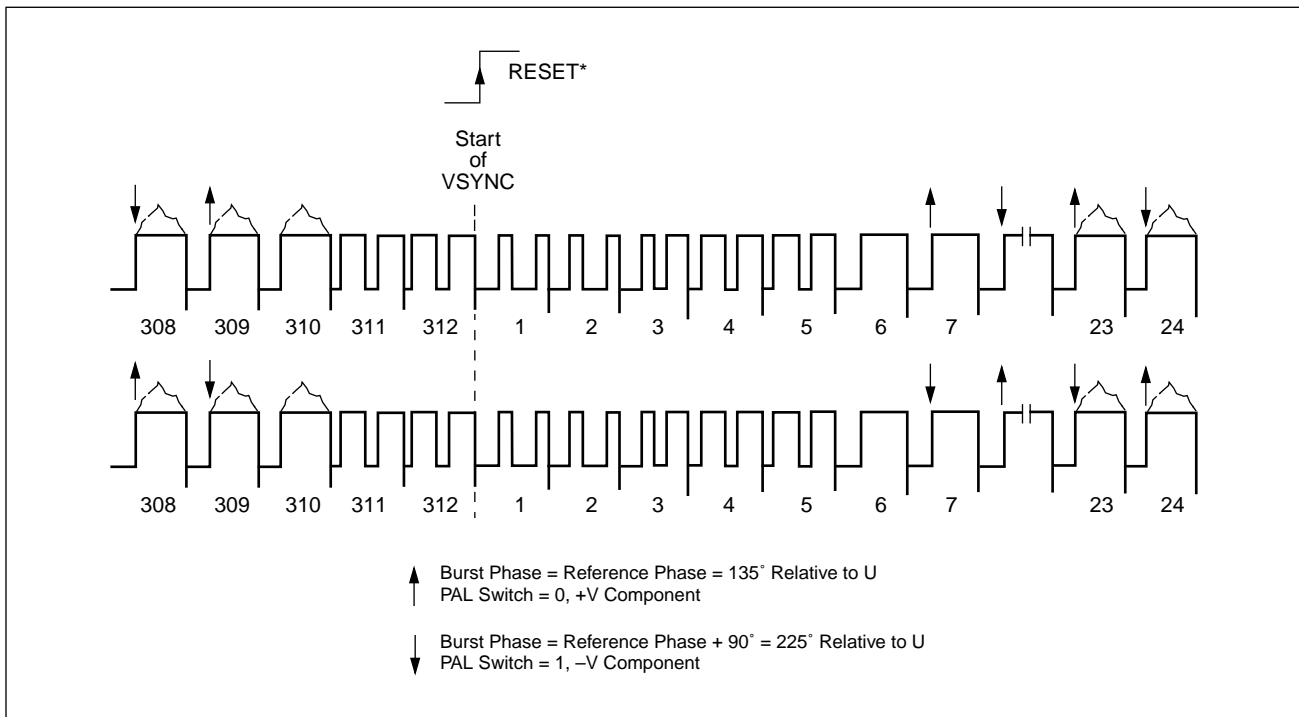 RESET*
Start
of
VSYNC
308 309 310 311 312 1 2 3 4 5 6 7 23 24
308 309 310 311 312 1 2 3 4 5 6 7 23 24
Burst Phase = Reference Phase = 135° Relative to U
PAL Switch = 0, +V Component
Burst Phase = Reference Phase + 90° = 225° Relative to U
PAL Switch = 1, –V Component